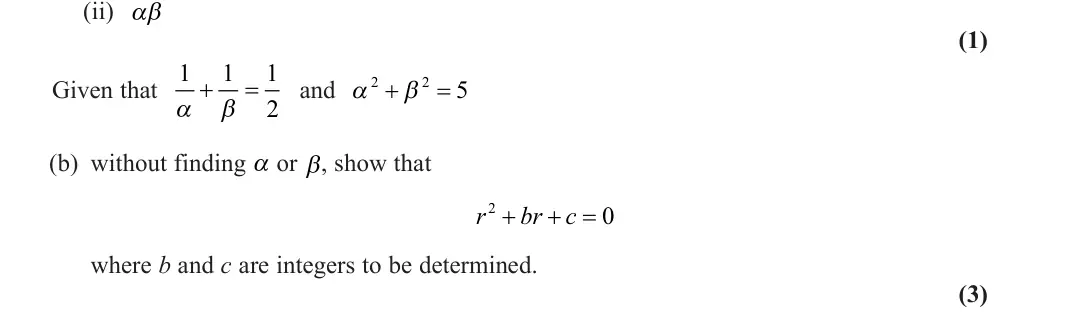 (ii) αβ
(1)
Given that 1/α + 1/β = 1/2 and α² + β² = 5
(b) without finding α or β, show that
r² + br + c = 0
where b and c are integers to be determined.
(3)